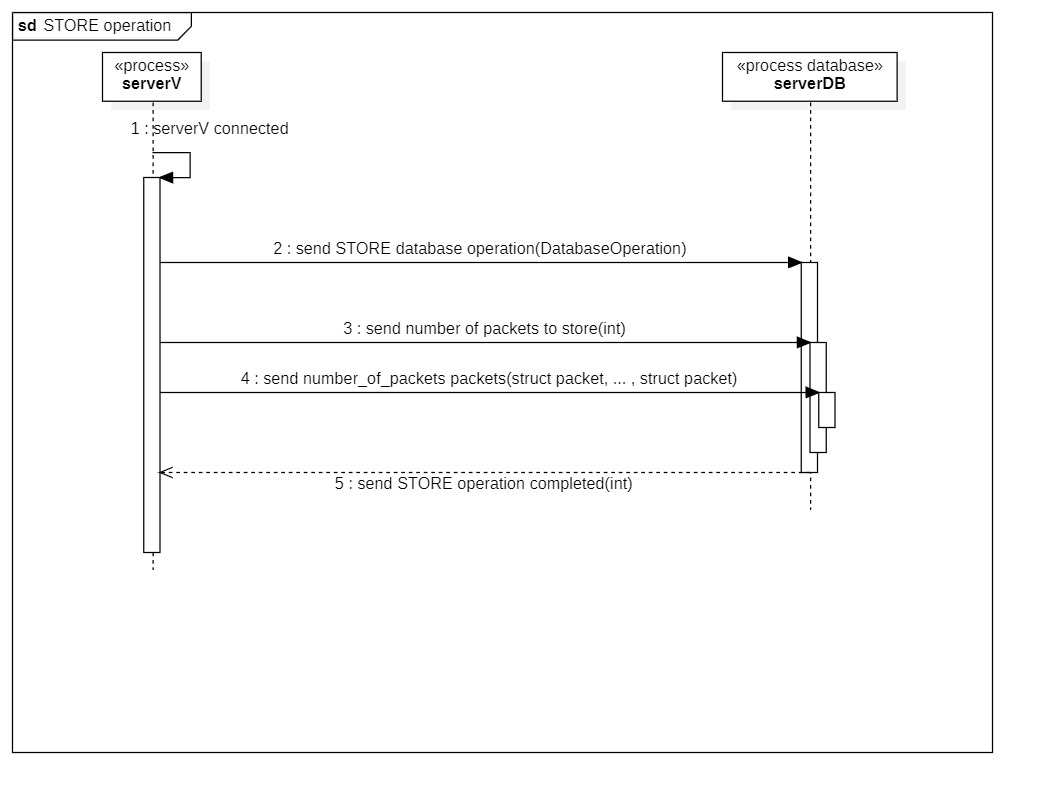 sd STORE operation
«process»
serverV
«process database»
serverDB
1 : serverV connected
2 : send STORE database operation(DatabaseOperation)
3 : send number of packets to store(int)
4 : send number_of_packets packets(struct packet, ... , struct packet)
5 : send STORE operation completed(int)